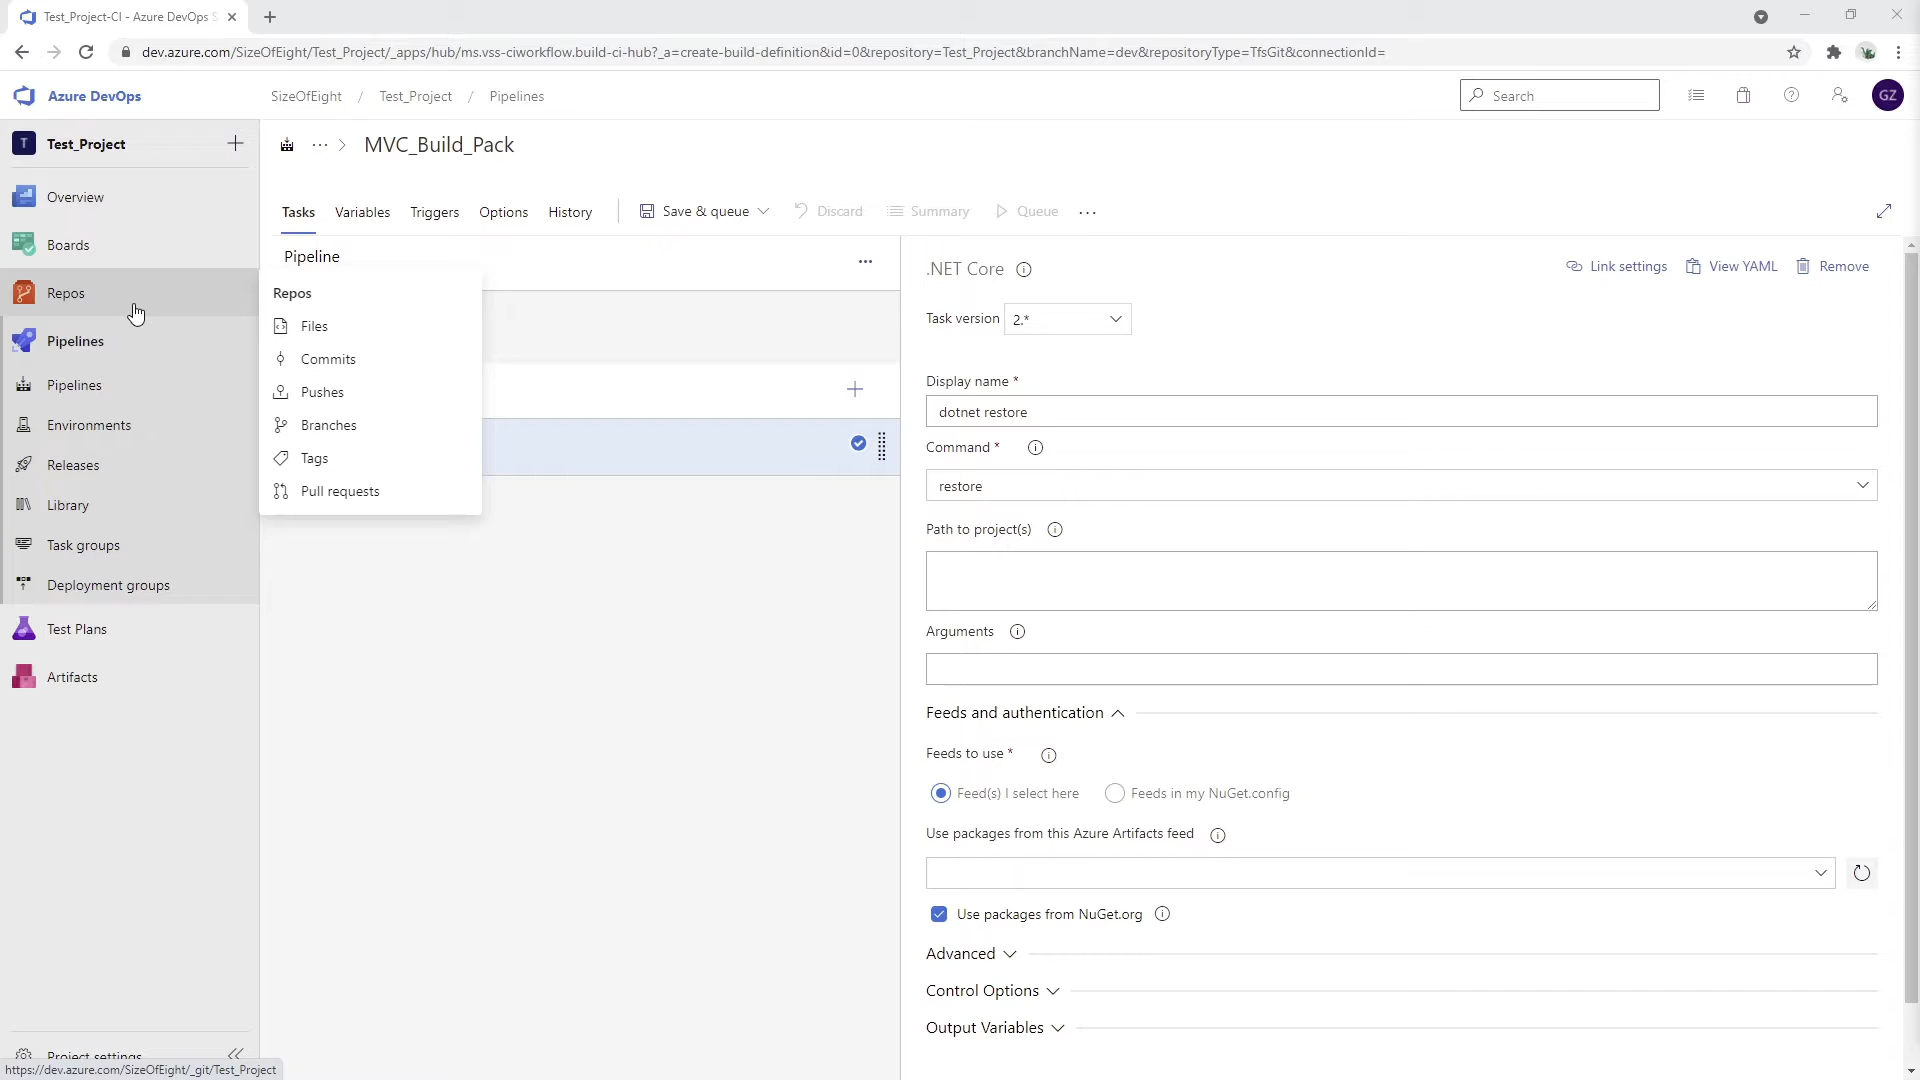 Test_Project-CI - Azure DevOps S
dev.azure.com/SizeOfEight/Test_Project/_apps/hub/ms.vss-ciworkflow.build-ci-hub?_a=create-build-definition&id=0&repository=Test_Project&branchName=dev&repositoryType=TfsGit&connectionId=
Azure DevOps
SizeOfEight / Test_Project / Pipelines
Search
GZ
T Test_Project
··· > MVC_Build_Pack
Overview
Boards
Repos
Pipelines
Pipelines
Environments
Releases
Library
Task groups
Deployment groups
Test Plans
Artifacts
Project settings
https://dev.azure.com/SizeOfEight/_git/Test_Project
Tasks Variables Triggers Options History Save & queue Discard Summary Queue ···
Pipeline
Repos
Files
Commits
Pushes
Branches
Tags
Pull requests
.NET Core
Link settings View YAML Remove
Task version 2.*
Display name *
dotnet restore
Command *
restore
Path to project(s)
Arguments
Feeds and authentication
Feeds to use *
Feed(s) I select here Feeds in my NuGet.config
Use packages from this Azure Artifacts feed
Use packages from NuGet.org
Advanced
Control Options
Output Variables